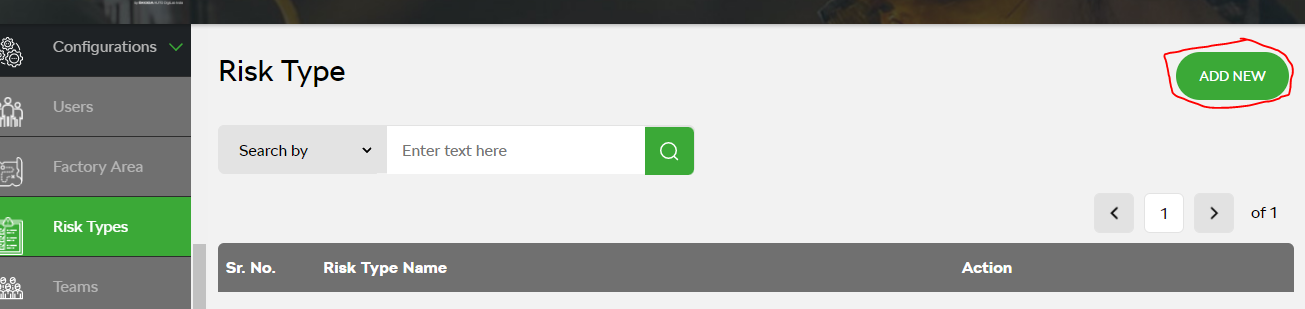 Configurations
Users
Factory Area
Risk Types
Teams
Risk Type
ADD NEW
Search by
Enter text here
1
of 1
Sr. No.
Risk Type Name
Action